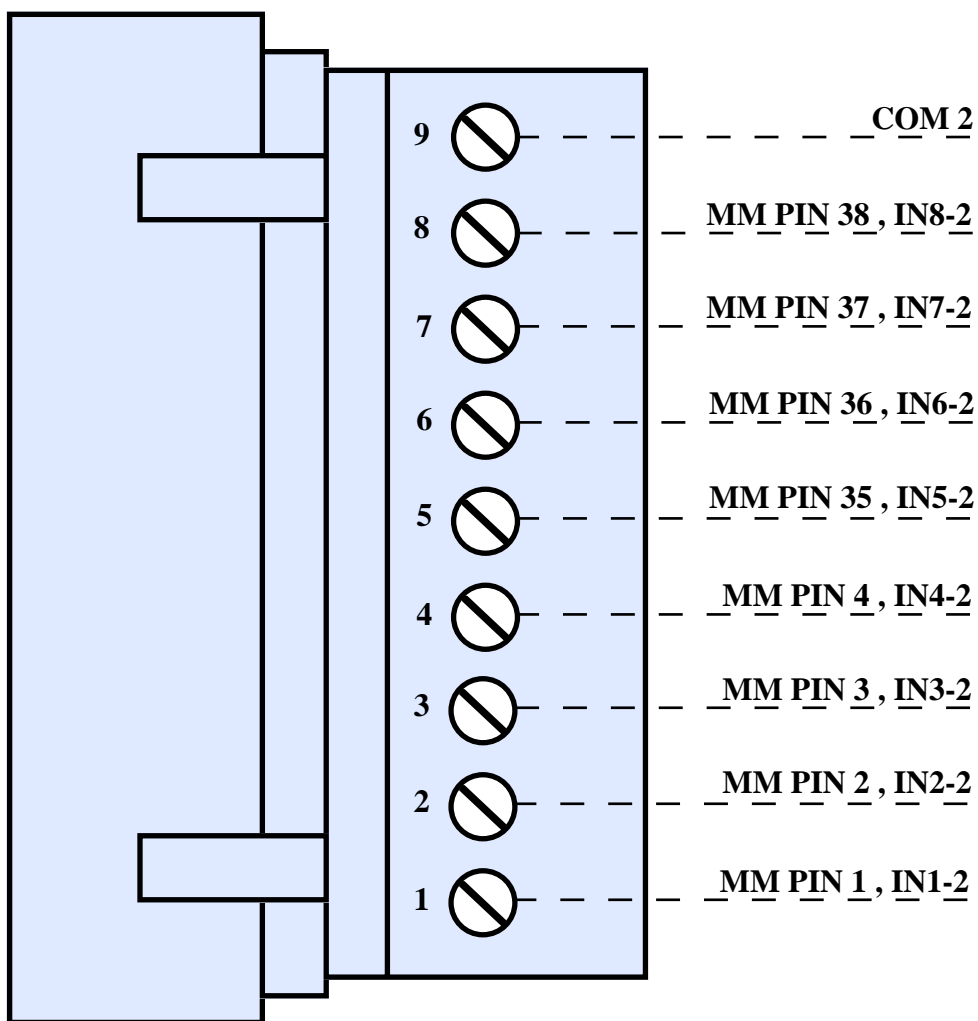 9 COM 2
8 MM PIN 38 , IN8-2
7 MM PIN 37 , IN7-2
6 MM PIN 36 , IN6-2
5 MM PIN 35 , IN5-2
4 MM PIN 4 , IN4-2
3 MM PIN 3 , IN3-2
2 MM PIN 2 , IN2-2
1 MM PIN 1 , IN1-2